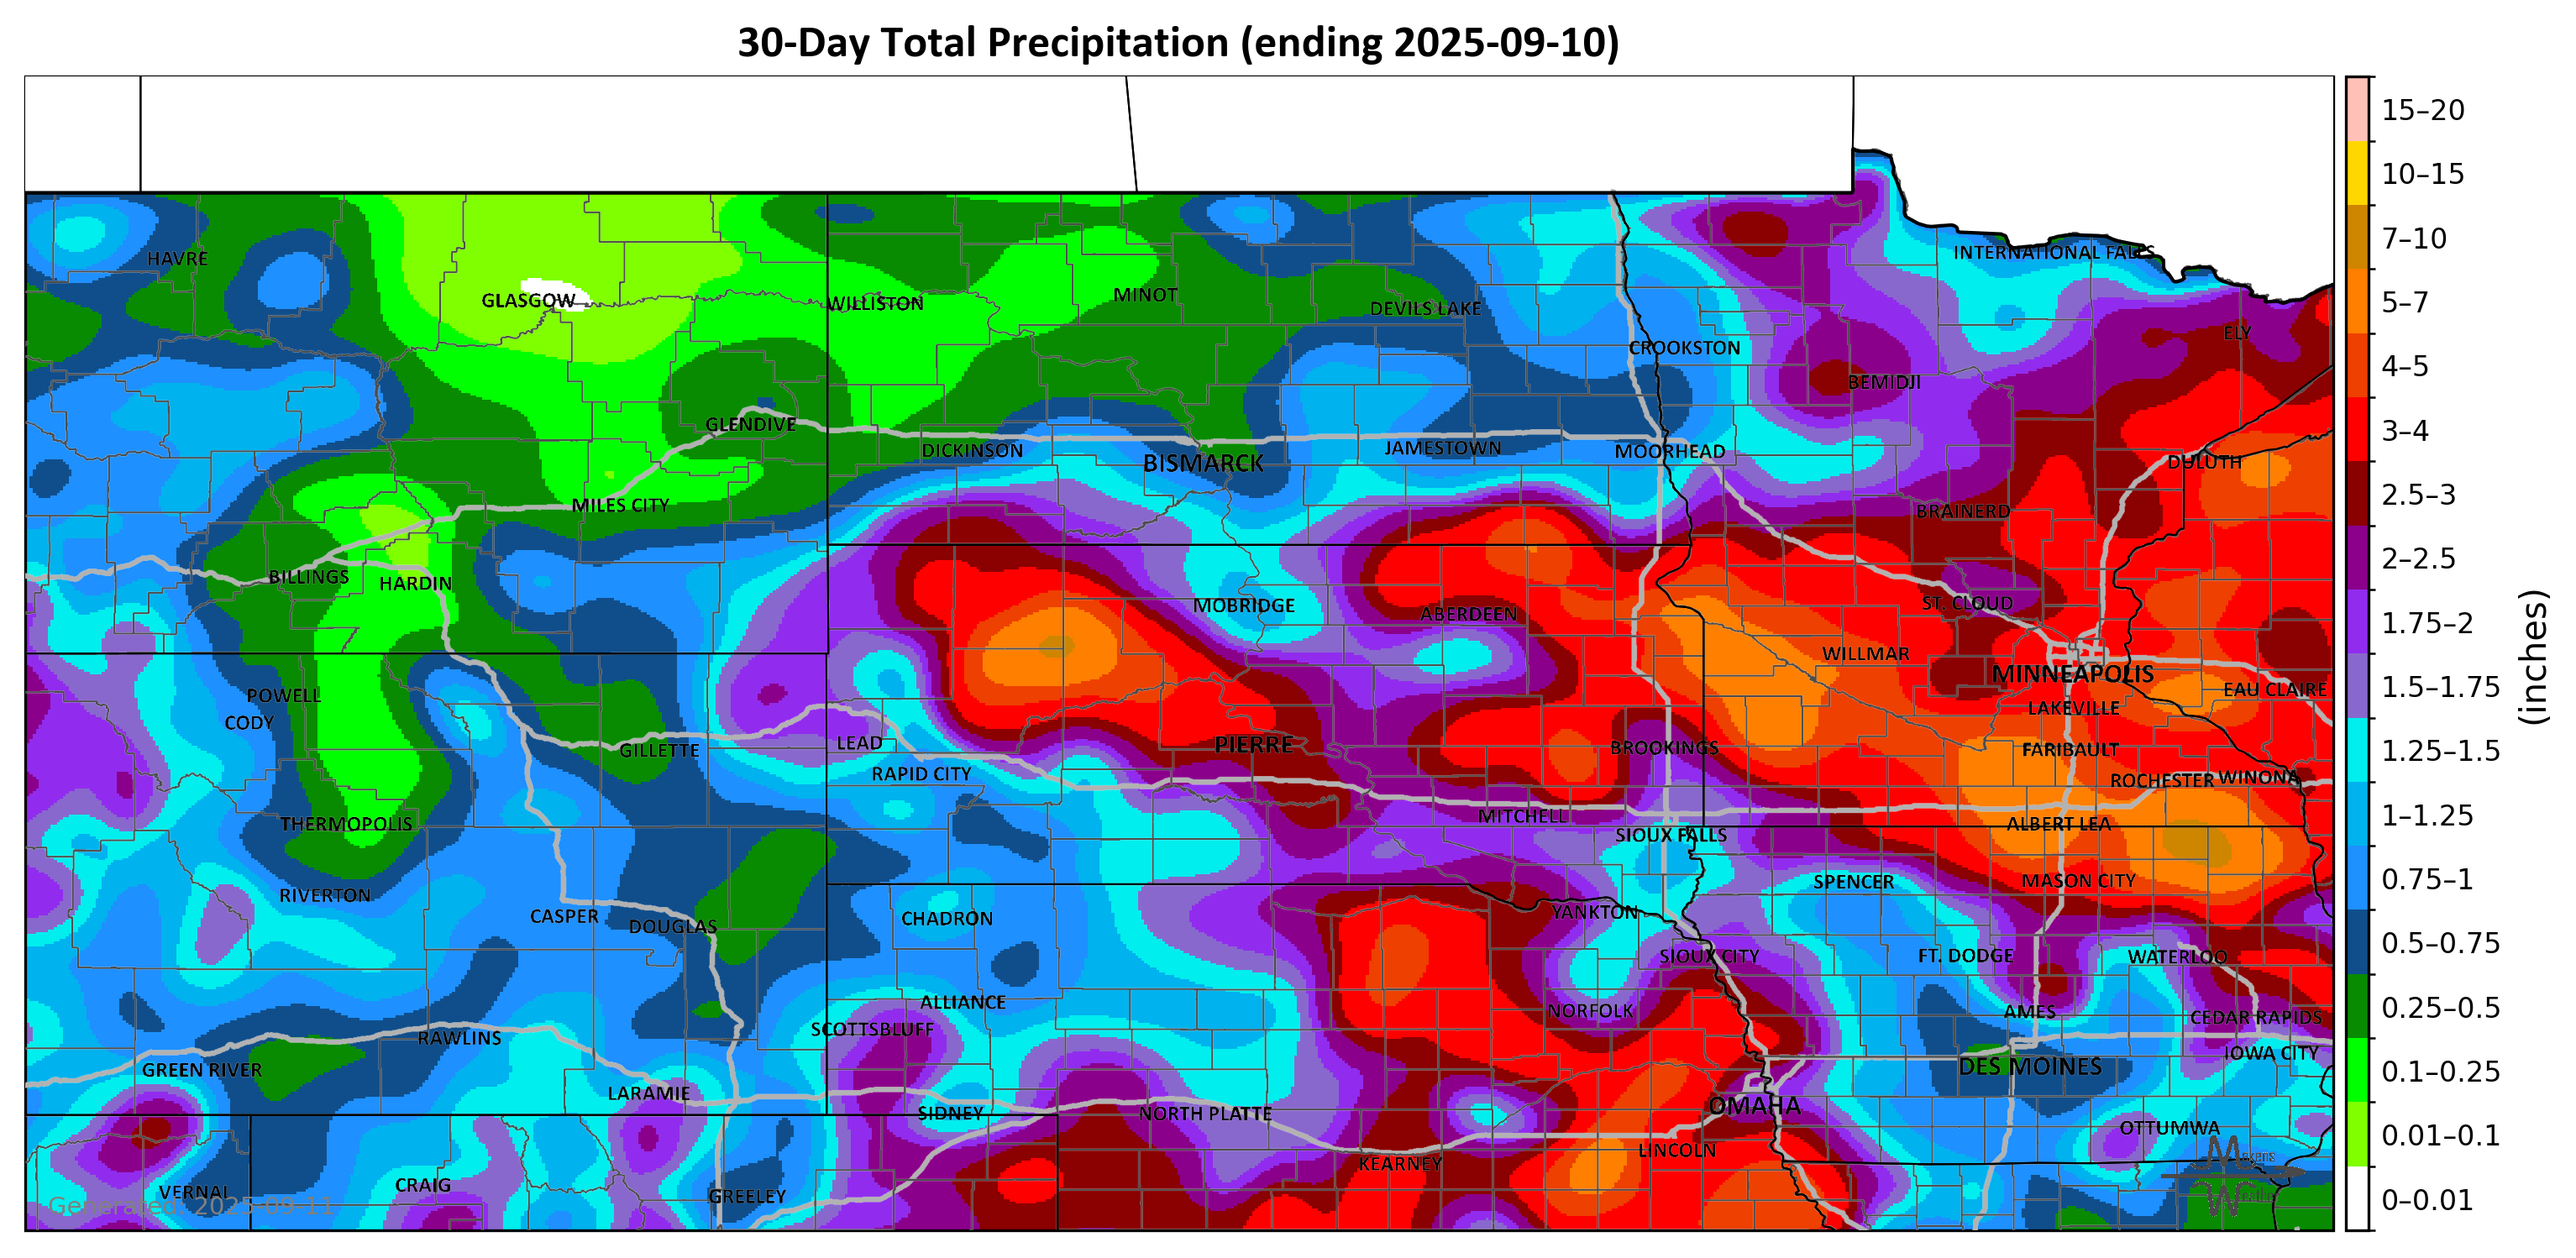 30-Day Total Precipitation (ending 2025-09-10)
15–20
10–15
7–10
5–7
4–5
3–4
2.5–3
2–2.5
1.75–2
1.5–1.75
1.25–1.5
1–1.25
0.75–1
0.5–0.75
0.25–0.5
0.1–0.25
0.01–0.1
0–0.01
(inches)
HAVRE
INTERNATIONAL FALLS
GLASGOW
WILLISTON
MINOT
DEVILS LAKE
ELY
CROOKSTON
BEMIDJI
GLENDIVE
DICKINSON
BISMARCK
JAMESTOWN
MOORHEAD
DULUTH
MILES CITY
BRAINERD
BILLINGS
HARDIN
MOBRIDGE
ABERDEEN
ST. CLOUD
WILLMAR
MINNEAPOLIS
EAU CLAIRE
POWELL
CODY
LAKEVILLE
GILLETTE
LEAD
PIERRE
BROOKINGS
FARIBAULT
RAPID CITY
ROCHESTER
WINONA
THERMOPOLIS
MITCHELL
SIOUX FALLS
ALBERT LEA
RIVERTON
SPENCER
MASON CITY
CASPER
DOUGLAS
CHADRON
YANKTON
SIOUX CITY
FT. DODGE
WATERLOO
ALLIANCE
NORFOLK
AMES
CEDAR RAPIDS
SCOTTSBLUFF
RAWLINS
GREEN RIVER
DES MOINES
IOWA CITY
LARAMIE
SIDNEY
NORTH PLATTE
OMAHA
OTTUMWA
KEARNEY
LINCOLN
VERNAL
CRAIG
GREELEY
Generated: 2025-09-11